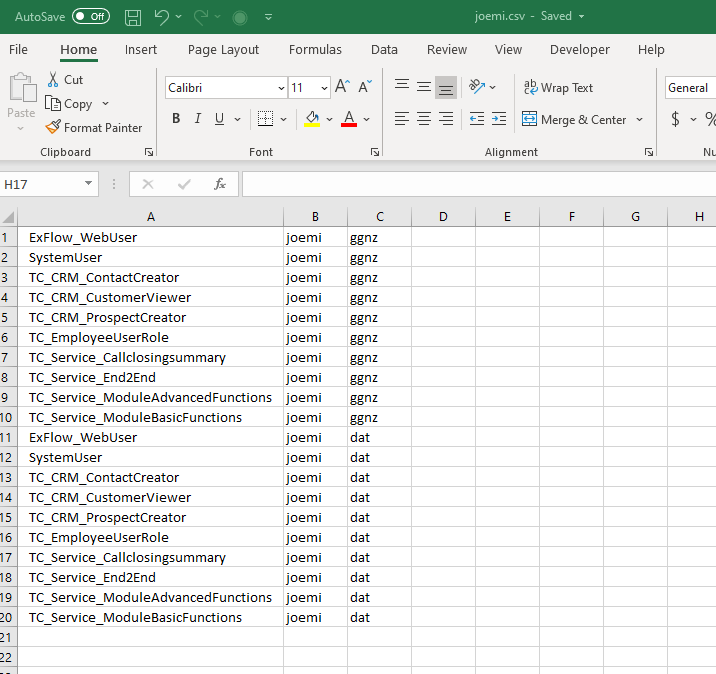 AutoSave Off joemi.csv - Saved
File Home Insert Page Layout Formulas Data Review View Developer Help
Paste
Cut
Copy
Format Painter
Calibri 11
B I U A
ab Wrap Text
Merge & Center
General
$ %
Clipboard Font Alignment Nu
H17 fx
A B C D E F G H
1 ExFlow_WebUser joemi ggnz
2 SystemUser joemi ggnz
3 TC_CRM_ContactCreator joemi ggnz
4 TC_CRM_CustomerViewer joemi ggnz
5 TC_CRM_ProspectCreator joemi ggnz
6 TC_EmployeeUserRole joemi ggnz
7 TC_Service_Callclosingsummary joemi ggnz
8 TC_Service_End2End joemi ggnz
9 TC_Service_ModuleAdvancedFunctions joemi ggnz
10 TC_Service_ModuleBasicFunctions joemi ggnz
11 ExFlow_WebUser joemi dat
12 SystemUser joemi dat
13 TC_CRM_ContactCreator joemi dat
14 TC_CRM_CustomerViewer joemi dat
15 TC_CRM_ProspectCreator joemi dat
16 TC_EmployeeUserRole joemi dat
17 TC_Service_Callclosingsummary joemi dat
18 TC_Service_End2End joemi dat
19 TC_Service_ModuleAdvancedFunctions joemi dat
20 TC_Service_ModuleBasicFunctions joemi dat
21
22